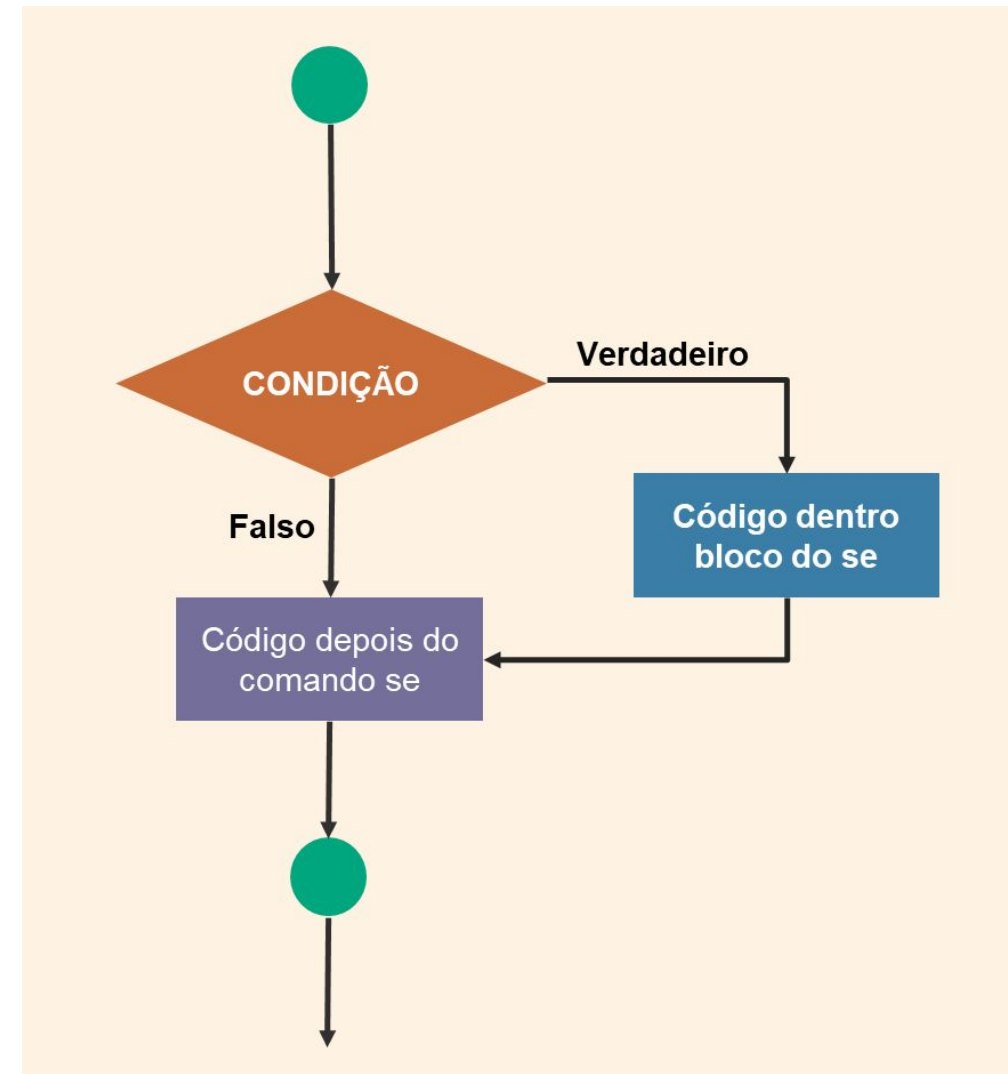 CONDIÇÃO
Verdadeiro
Falso
Código dentro
bloco do se
Código depois do
comando se